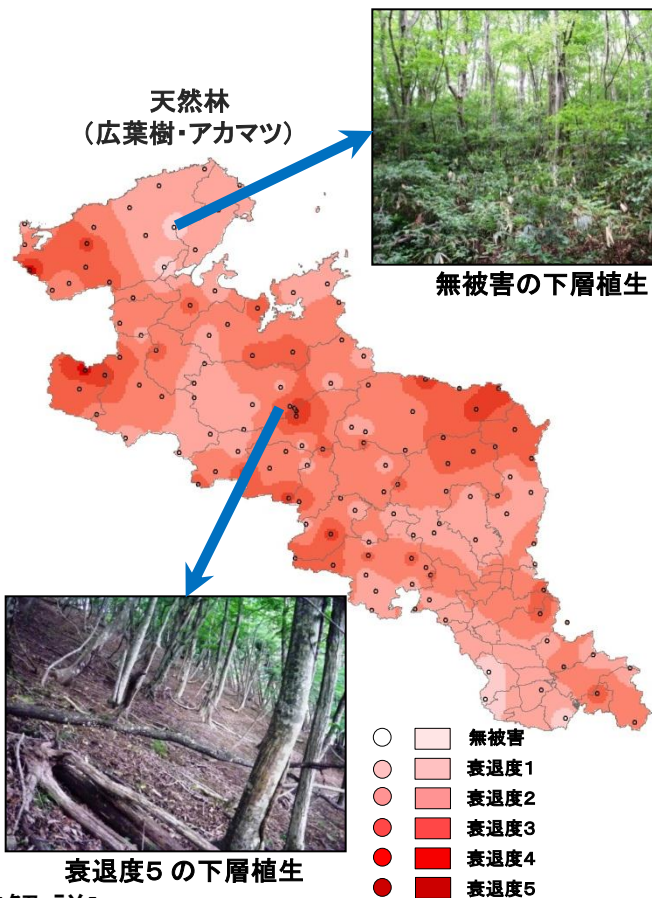 天然林
(広葉樹・アカマツ)
無被害の下層植生
無被害
衰退度1
衰退度2
衰退度3
衰退度4
衰退度5
衰退度5 の下層植生